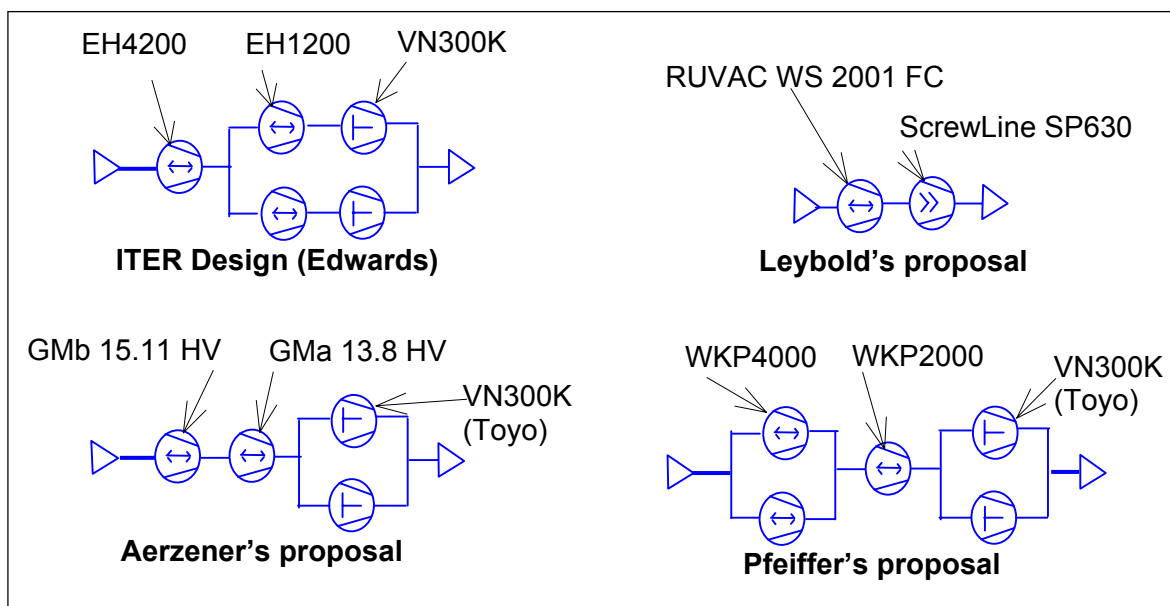 EH4200
EH1200
VN300K
ITER Design (Edwards)
RUVAC WS 2001 FC
ScrewLine SP630
Leybold's proposal
GMb 15.11 HV
GMa 13.8 HV
VN300K
(Toyo)
Aerzener's proposal
WKP4000
WKP2000
VN300K
(Toyo)
Pfeiffer's proposal